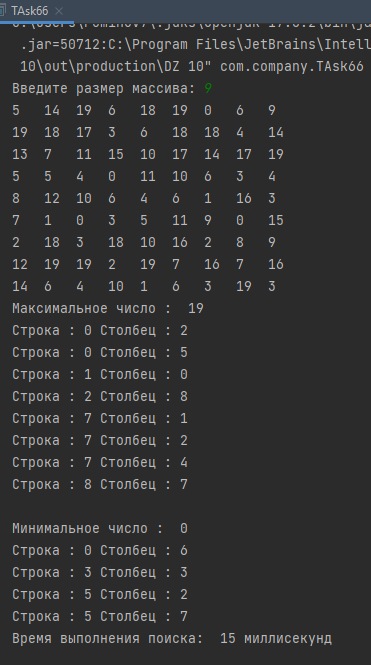 TAsk66
.jar=50712:C:\Program Files\JetBrains\Intell
10\out\production\DZ 10" com.company.TAsk66
Введите размер массива: 9
5 14 19 6 18 19 0 6 9
19 18 17 3 6 18 18 4 14
13 7 11 15 10 17 14 17 19
5 5 4 0 11 10 6 3 4
8 12 10 6 4 6 1 16 3
7 1 0 3 5 11 9 0 15
2 18 3 18 10 16 2 8 9
12 19 19 2 19 7 16 7 16
14 6 4 10 1 6 3 19 3
Максимальное число : 19
Строка : 0 Столбец : 2
Строка : 0 Столбец : 5
Строка : 1 Столбец : 0
Строка : 2 Столбец : 8
Строка : 7 Столбец : 1
Строка : 7 Столбец : 2
Строка : 7 Столбец : 4
Строка : 8 Столбец : 7
Минимальное число : 0
Строка : 0 Столбец : 6
Строка : 3 Столбец : 3
Строка : 5 Столбец : 2
Строка : 5 Столбец : 7
Время выполнения поиска: 15 миллисекунд